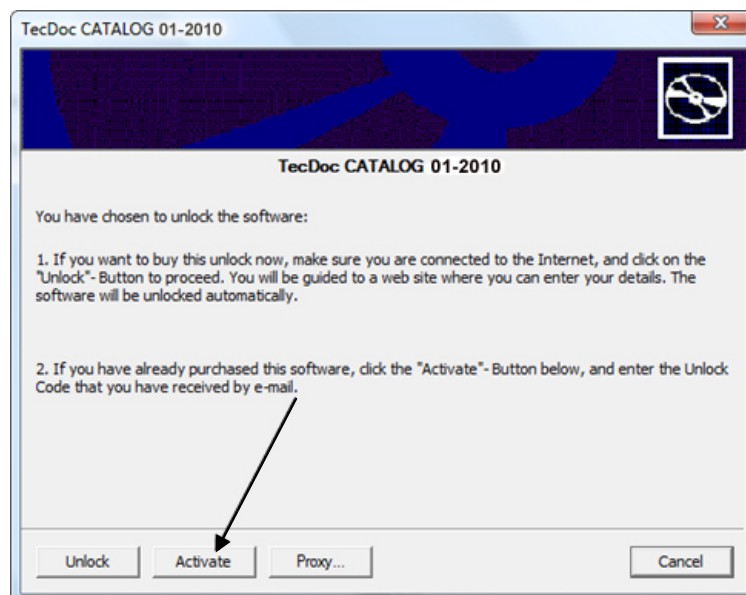 TecDoc CATALOG 01-2010
TecDoc CATALOG 01-2010
You have chosen to unlock the software:
1. If you want to buy this unlock now, make sure you are connected to the Internet, and click on the
"Unlock"- Button to proceed. You will be guided to a web site where you can enter your details. The
software will be unlocked automatically.
2. If you have already purchased this software, click the "Activate"- Button below, and enter the Unlock
Code that you have received by e-mail.
Unlock Activate Proxy... Cancel